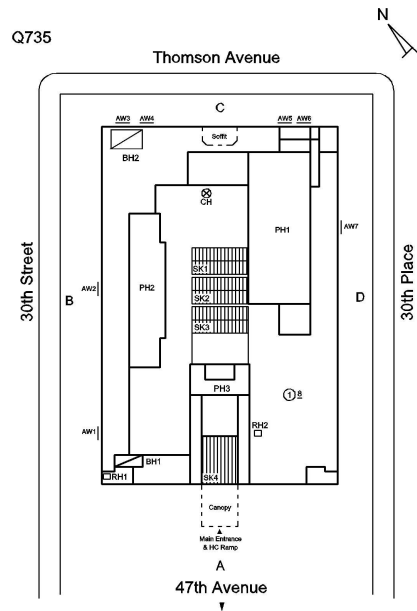 Q735
N
Thomson Avenue
C
AW3
AW4
AW5
AW6
Soffit
BH2
CH
PH1
AW7
30th Street
B
AW2
PH2
SK1
SK2
SK3
D
30th Place
PH3
1 8
AW1
RH2
BH1
RH1
SK4
Canopy
Main Entrance
& HC Ramp
A
47th Avenue